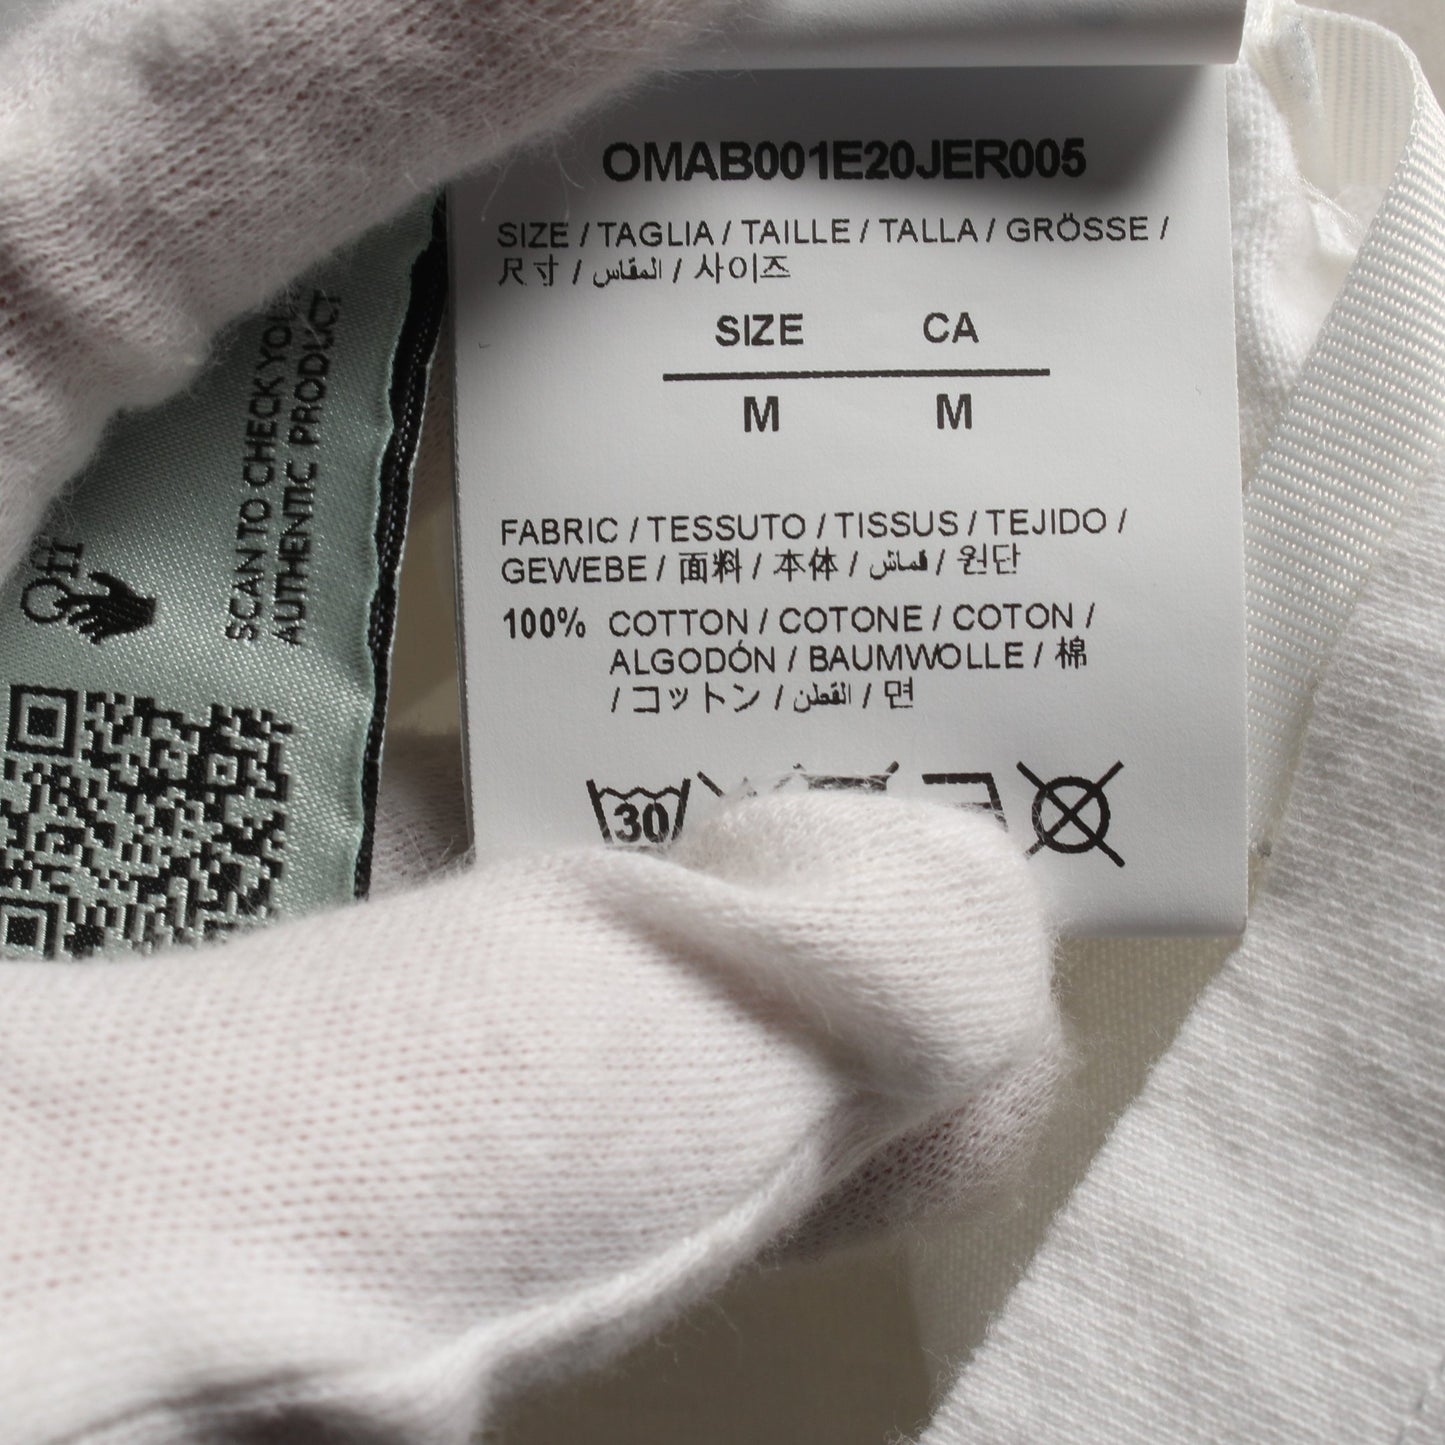 OMAB001E20JER005
SIZE / TAGLIA / TAILLE / TALLA / GRÖSSE /
尺寸 / المقاس / 사이즈
SIZE CA
M M
FABRIC / TESSUTO / TISSUS / TEJIDO /
GEWEBE / 面料 / 本体 / قماش / 원단
100% COTTON / COTONE / COTON /
ALGODÓN / BAUMWOLLE / 棉
/ コットン / القطن / 면
30
SCAN TO CHECK YOUR
AUTHENTIC PRODUCT
Off